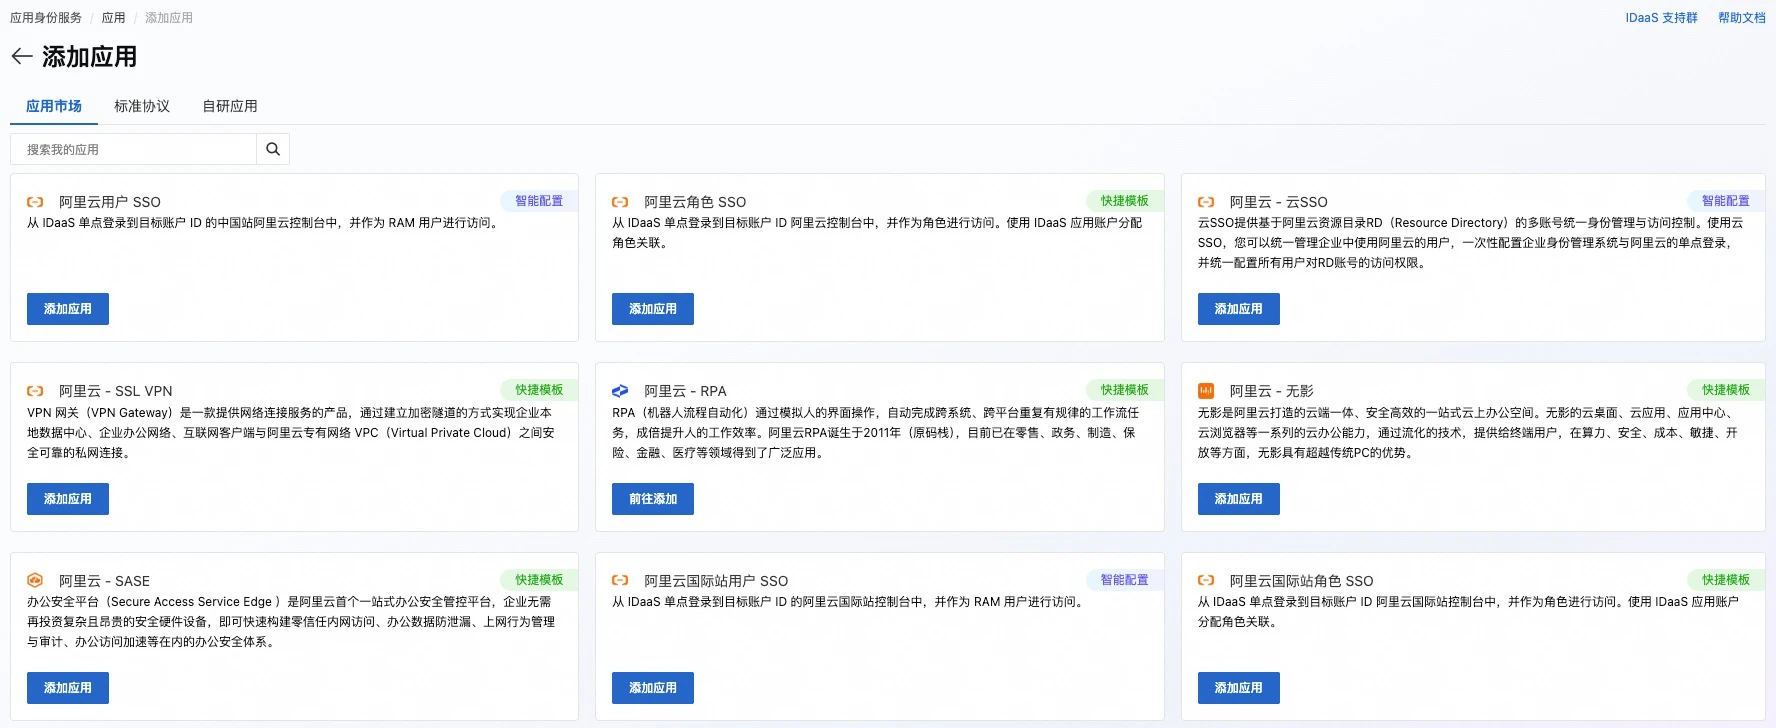 应用身份服务 / 应用 / 添加应用
IDaaS 支持群 帮助文档
添加应用
应用市场 标准协议 自研应用
搜索我的应用
阿里云用户 SSO
智能配置
从 IDaaS 单点登录到目标账户 ID 的中国站阿里云控制台中，并作为 RAM 用户进行访问。
添加应用
阿里云角色 SSO
快捷模板
从 IDaaS 单点登录到目标账户 ID 阿里云控制台中，并作为角色进行访问。使用 IDaaS 应用账户分配
角色关联。
添加应用
阿里云 - 云SSO
智能配置
云SSO提供基于阿里云资源目录RD（Resource Directory）的多账号统一身份管理与访问控制。使用云
SSO，您可以统一管理企业中使用阿里云的用户，一次性配置企业身份管理系统与阿里云的单点登录，
并统一配置所有用户对RD账号的访问权限。
添加应用
阿里云 - SSL VPN
快捷模板
VPN 网关（VPN Gateway）是一款提供网络连接服务的产品，通过建立加密隧道的方式实现企业本
地数据中心、企业办公网络、互联网客户端与阿里云专有网络 VPC（Virtual Private Cloud）之间安
全可靠的私网连接。
添加应用
阿里云 - RPA
快捷模板
RPA（机器人流程自动化）通过模拟人的界面操作，自动完成跨系统、跨平台重复有规律的工作流任
务，成倍提升人的工作效率。阿里云RPA诞生于2011年（原码栈），目前已在零售、政务、制造、保
险、金融、医疗等领域得到了广泛应用。
前往添加
阿里云 - 无影
快捷模板
无影是阿里云打造的云端一体、安全高效的一站式云上办公空间。无影的云桌面、云应用、应用中心、
云浏览器等一系列的云办公能力，通过流化的技术，提供给终端用户，在算力、安全、成本、敏捷、开
放等方面，无影具有超越传统PC的优势。
添加应用
阿里云 - SASE
快捷模板
办公安全平台（Secure Access Service Edge ）是阿里云首个一站式办公安全管控平台，企业无需
再投资复杂且昂贵的安全硬件设备，即可快速构建零信任内网访问、办公数据防泄漏、上网行为管理
与审计、办公访问加速等在内的办公安全体系。
添加应用
阿里云国际站用户 SSO
智能配置
从 IDaaS 单点登录到目标账户 ID 的阿里云国际站控制台中，并作为 RAM 用户进行访问。
添加应用
阿里云国际站角色 SSO
快捷模板
从 IDaaS 单点登录到目标账户 ID 阿里云国际站控制台中，并作为角色进行访问。使用 IDaaS 应用账户
分配角色关联。
添加应用